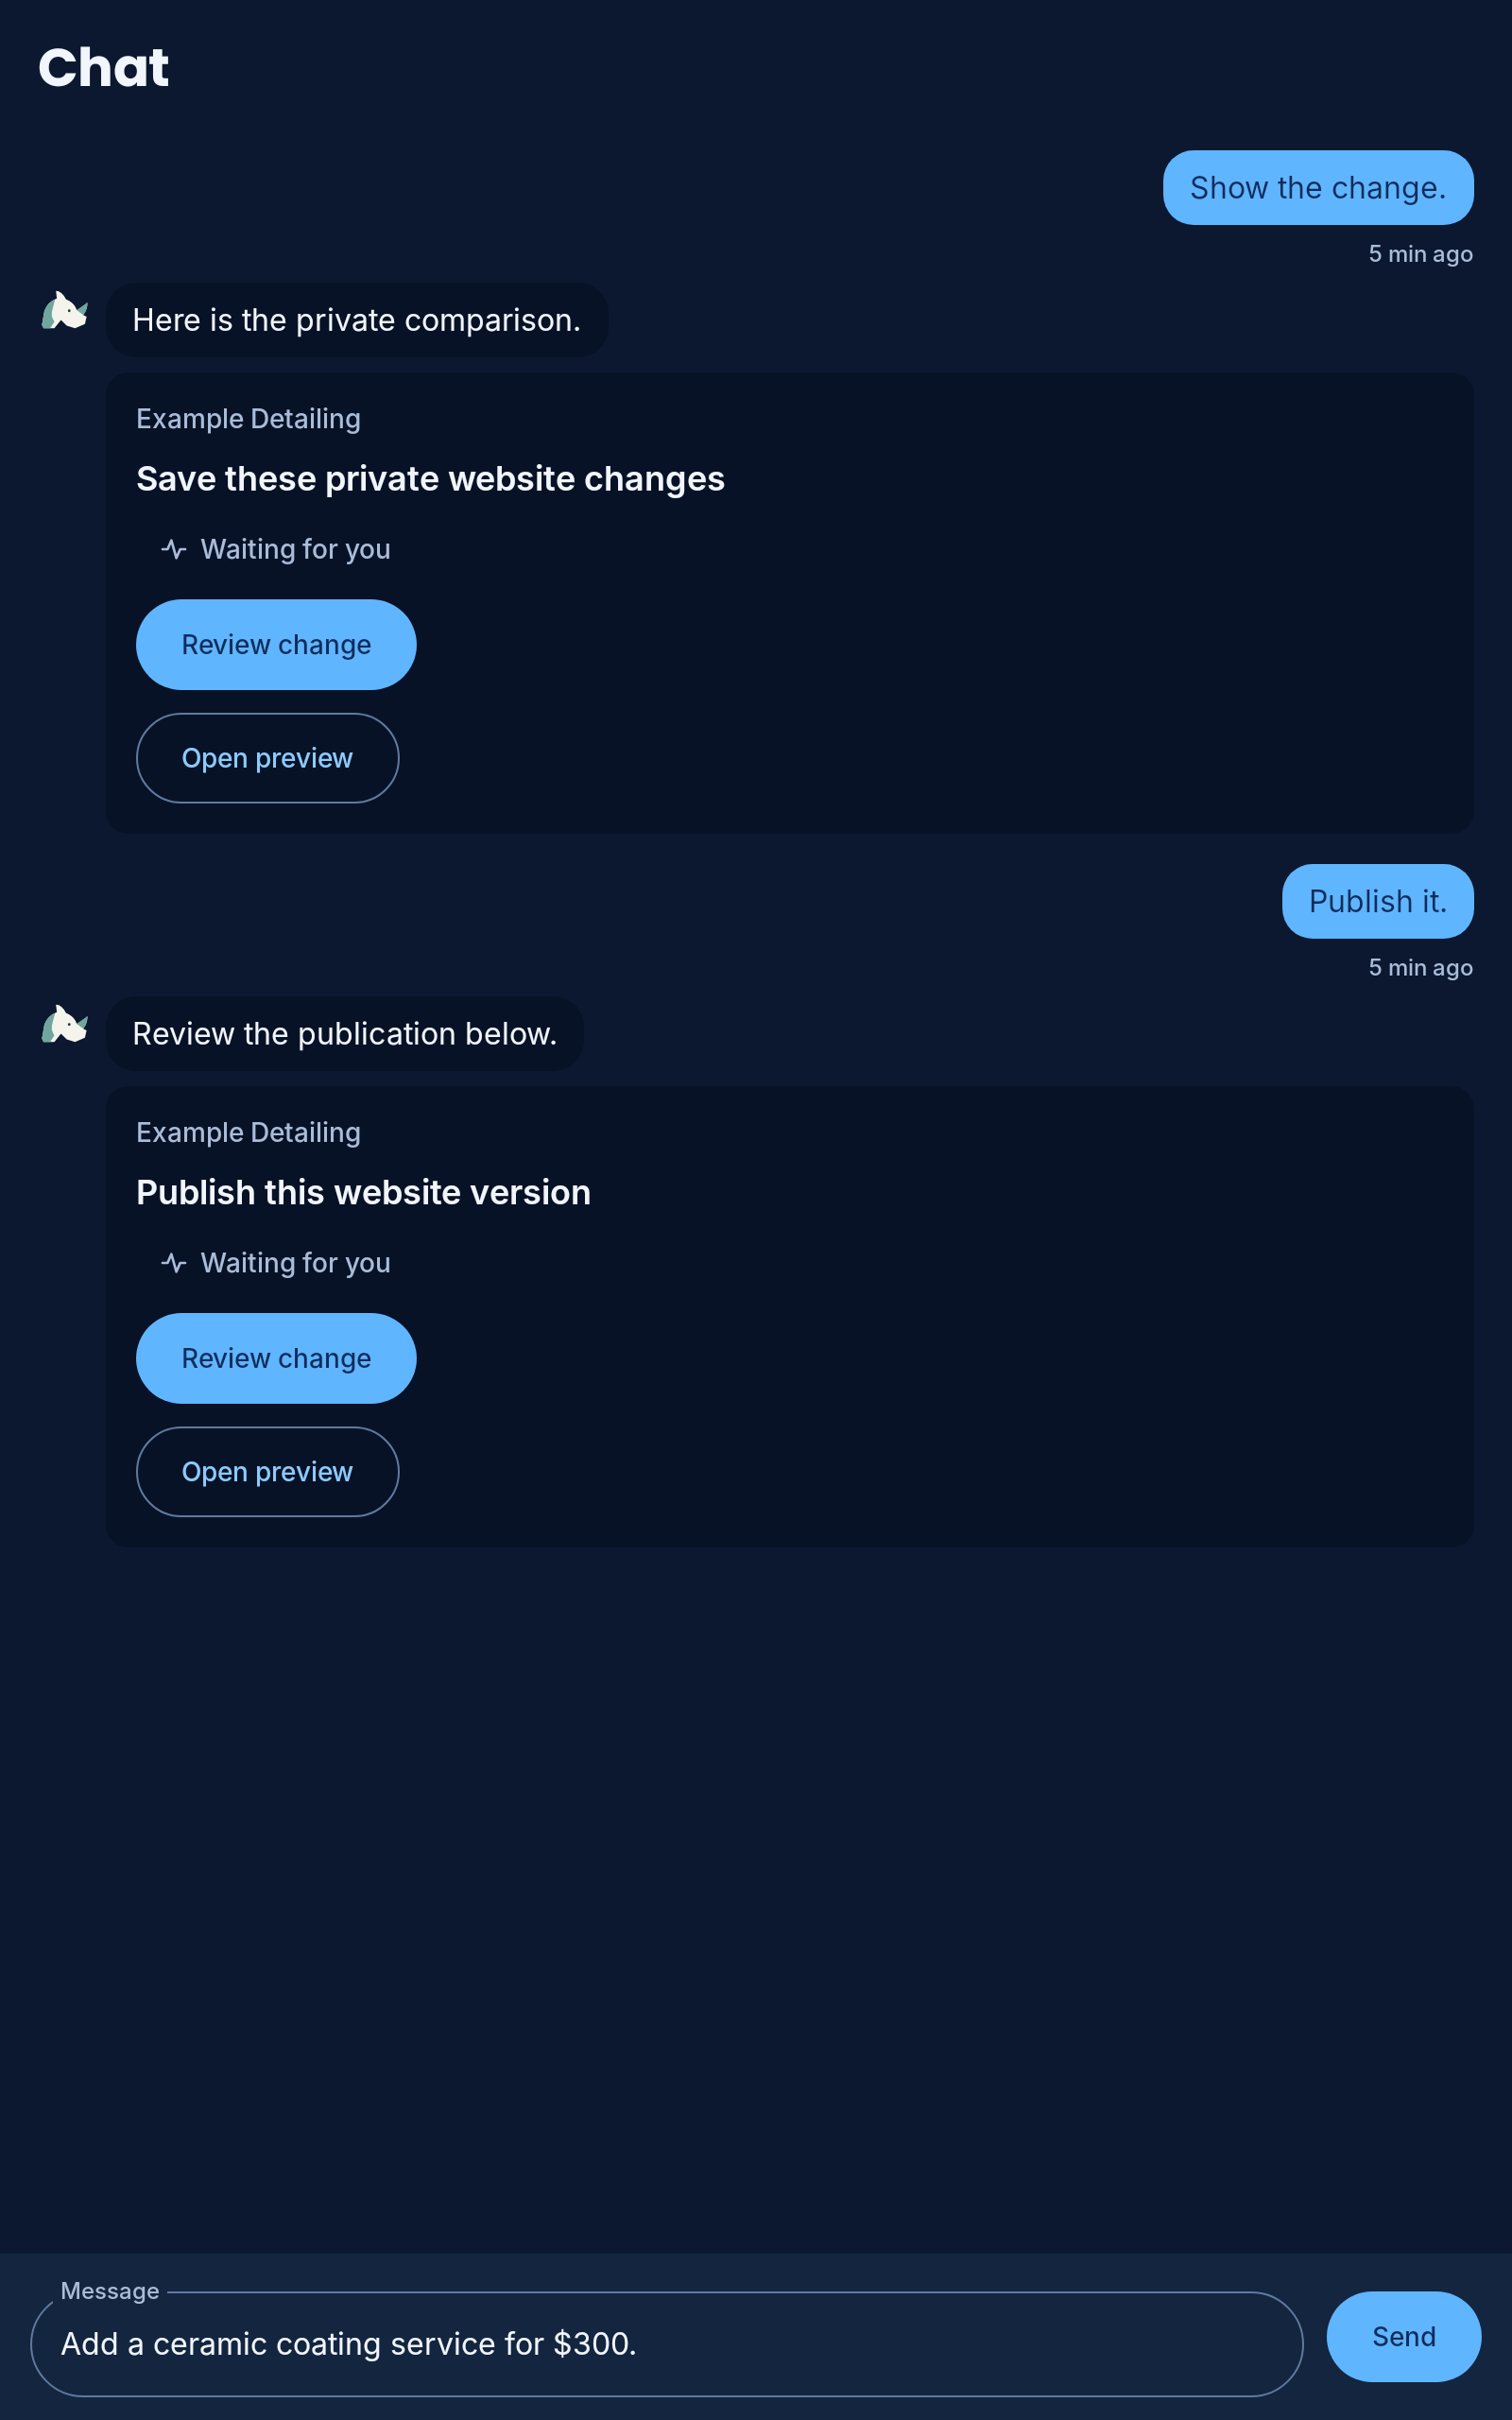 Chat
Show the change.
5 min ago
Here is the private comparison.
Example Detailing
Save these private website changes
Waiting for you
Review change
Open preview
Publish it.
5 min ago
Review the publication below.
Example Detailing
Publish this website version
Waiting for you
Review change
Open preview
Message
Add a ceramic coating service for $300.
Send